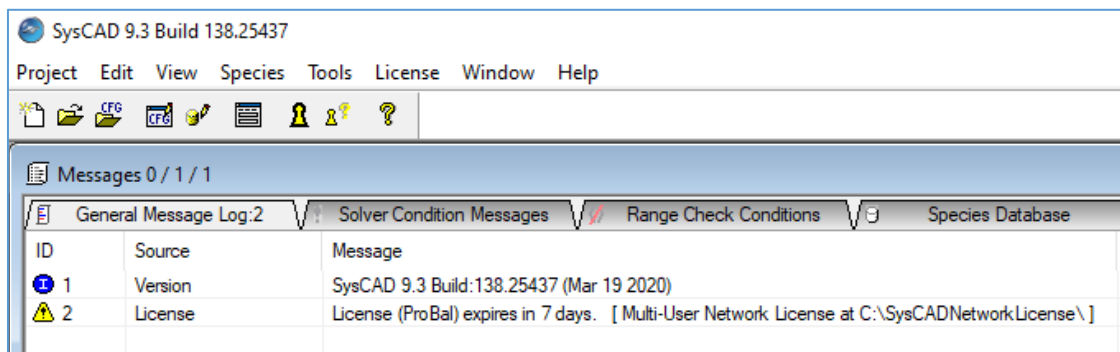 SysCAD 9.3 Build 138.25437
Project Edit View Species Tools License Window Help
CFG CFG
Messages 0 / 1 / 1
General Message Log:2 Solver Condition Messages Range Check Conditions Species Database
ID Source Message
1 Version SysCAD 9.3 Build:138.25437 (Mar 19 2020)
2 License License (ProBal) expires in 7 days. [ Multi-User Network License at C:\SysCADNetworkLicense\ ]